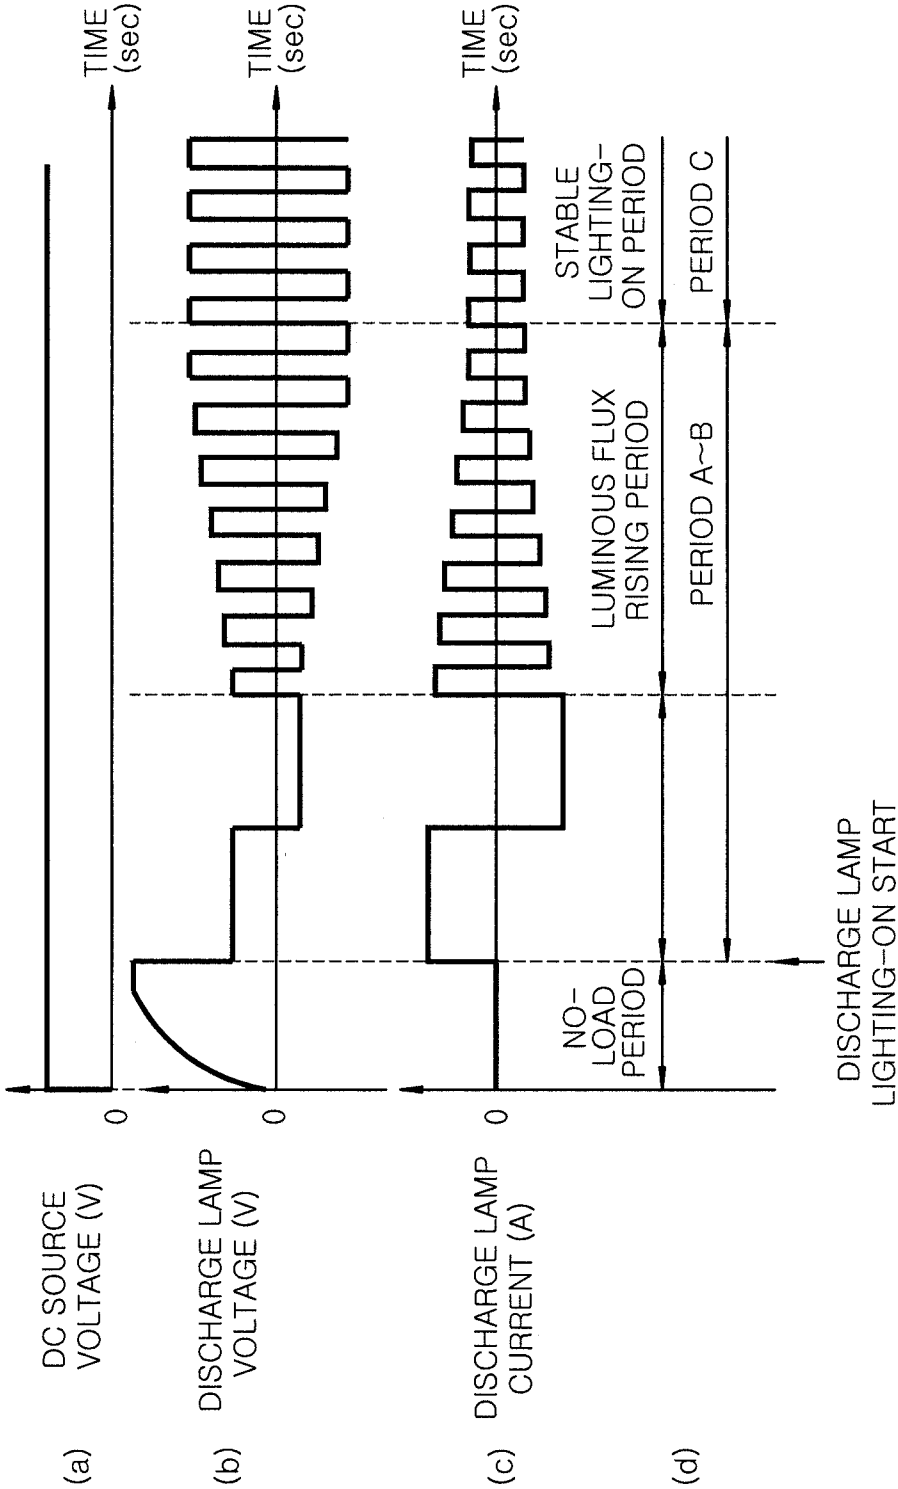 (a)
DC SOURCE
VOLTAGE (V)
0
TIME
(sec)
(b)
DISCHARGE LAMP
VOLTAGE (V)
0
TIME
(sec)
(c)
DISCHARGE LAMP
CURRENT (A)
0
TIME
(sec)
(d)
NO-
LOAD
PERIOD
LUMINOUS FLUX
RISING PERIOD
STABLE
LIGHTING-
ON PERIOD
PERIOD A~B
PERIOD C
DISCHARGE LAMP
LIGHTING-ON START